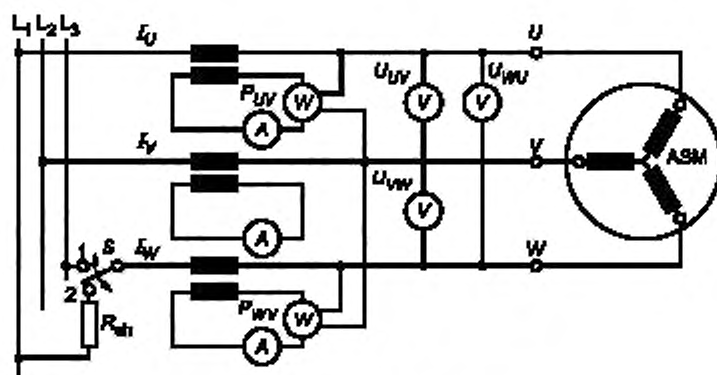 L1 L2 L3
IU U
PUV W UUV UWU
V V
A
IV V
ASM
UVW
V
A
1 S IW W
2
PWV W
Rsh
A